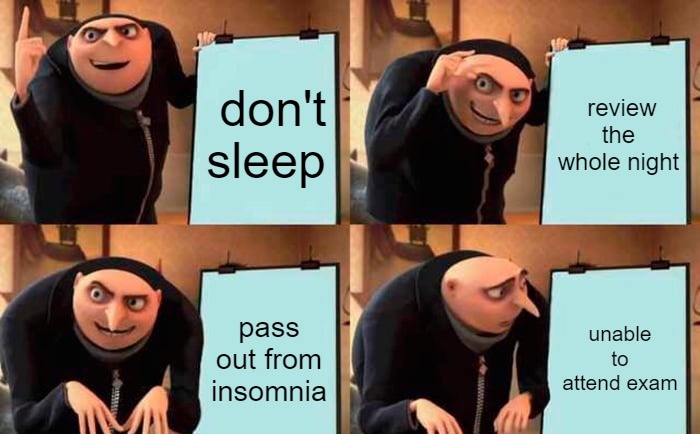 don't
sleep
review
the
whole night
pass
out from
insomnia
unable
to
attend exam